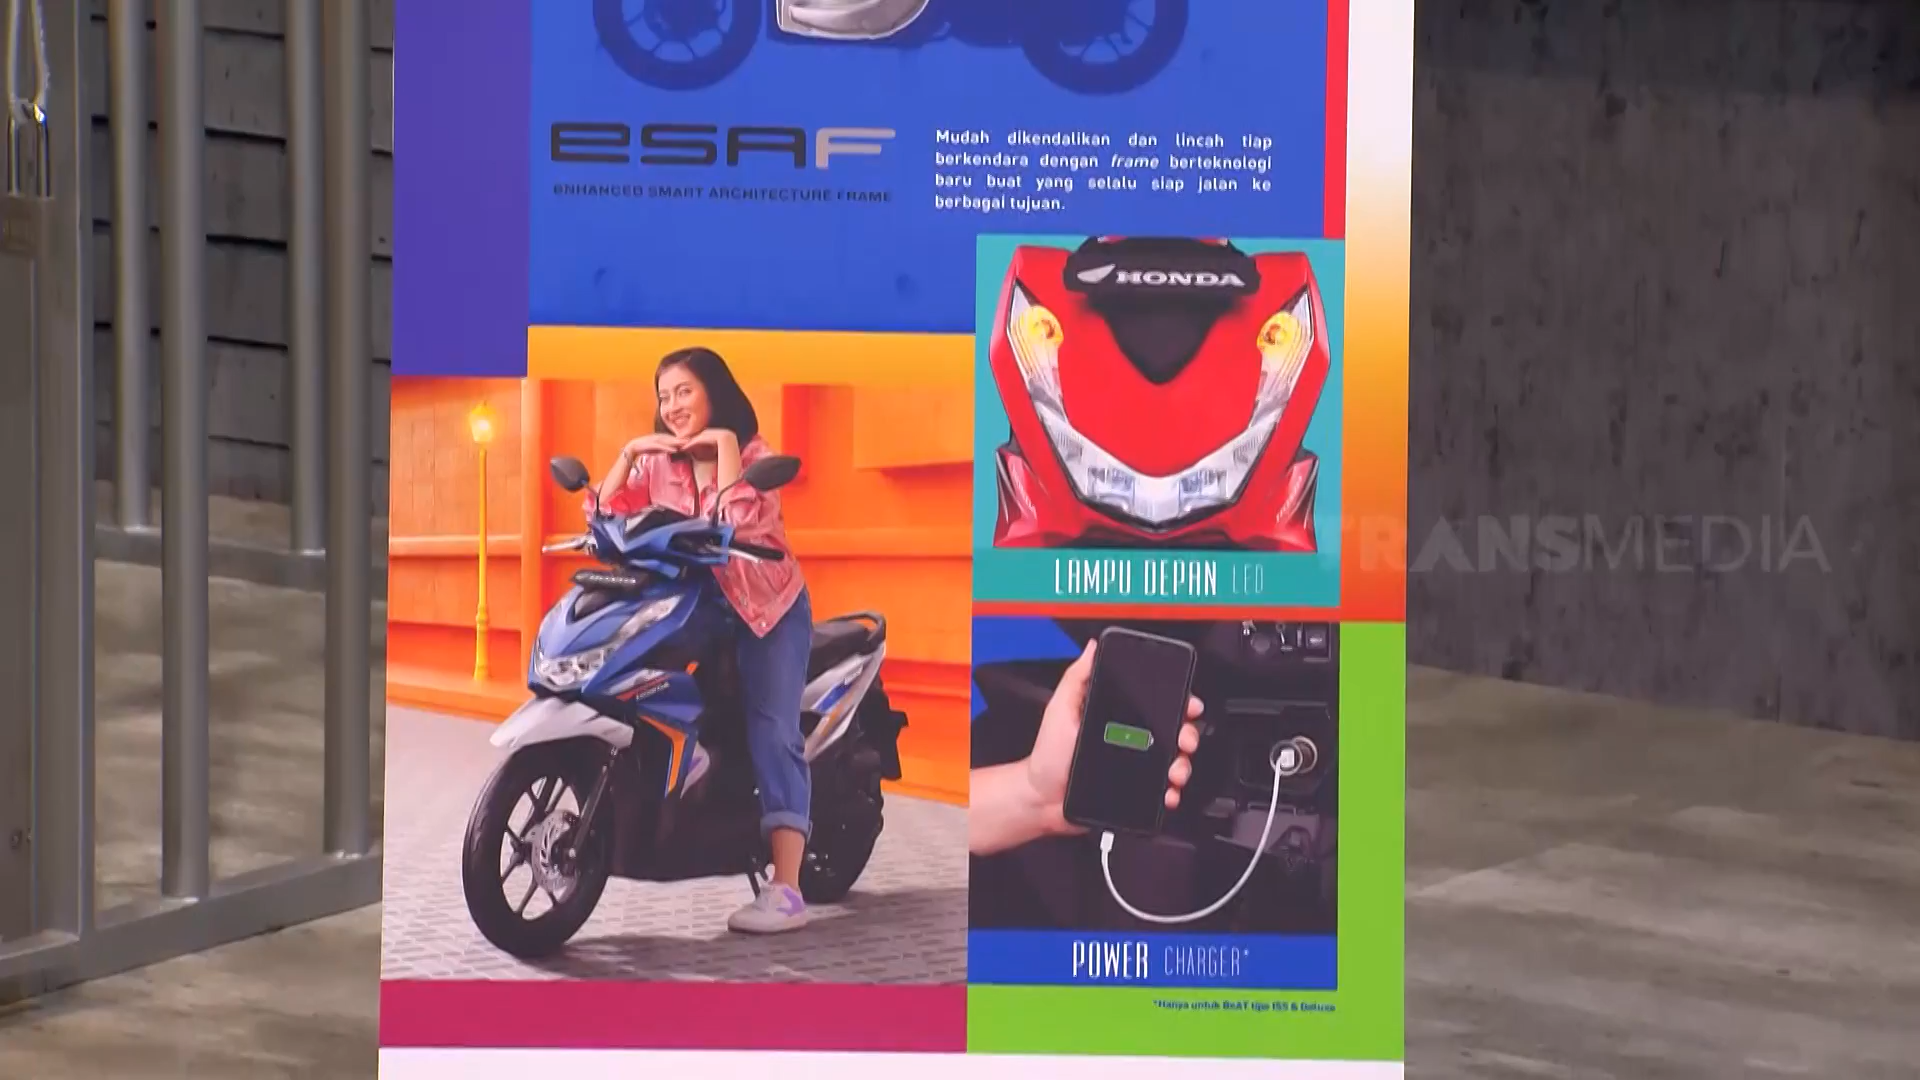 eSAF
ENHANCED SMART ARCHITECTURE FRAME
Mudah dikendalikan dan lincah tiap
berkendara dengan frame berteknologi
baru buat yang selalu siap jalan ke
berbagai tujuan.
HONDA
LAMPU DEPAN LED
TRANSMEDIA
HONDA
POWER CHARGER*
*Hanya untuk BeAT tipe ISS & Deluxe